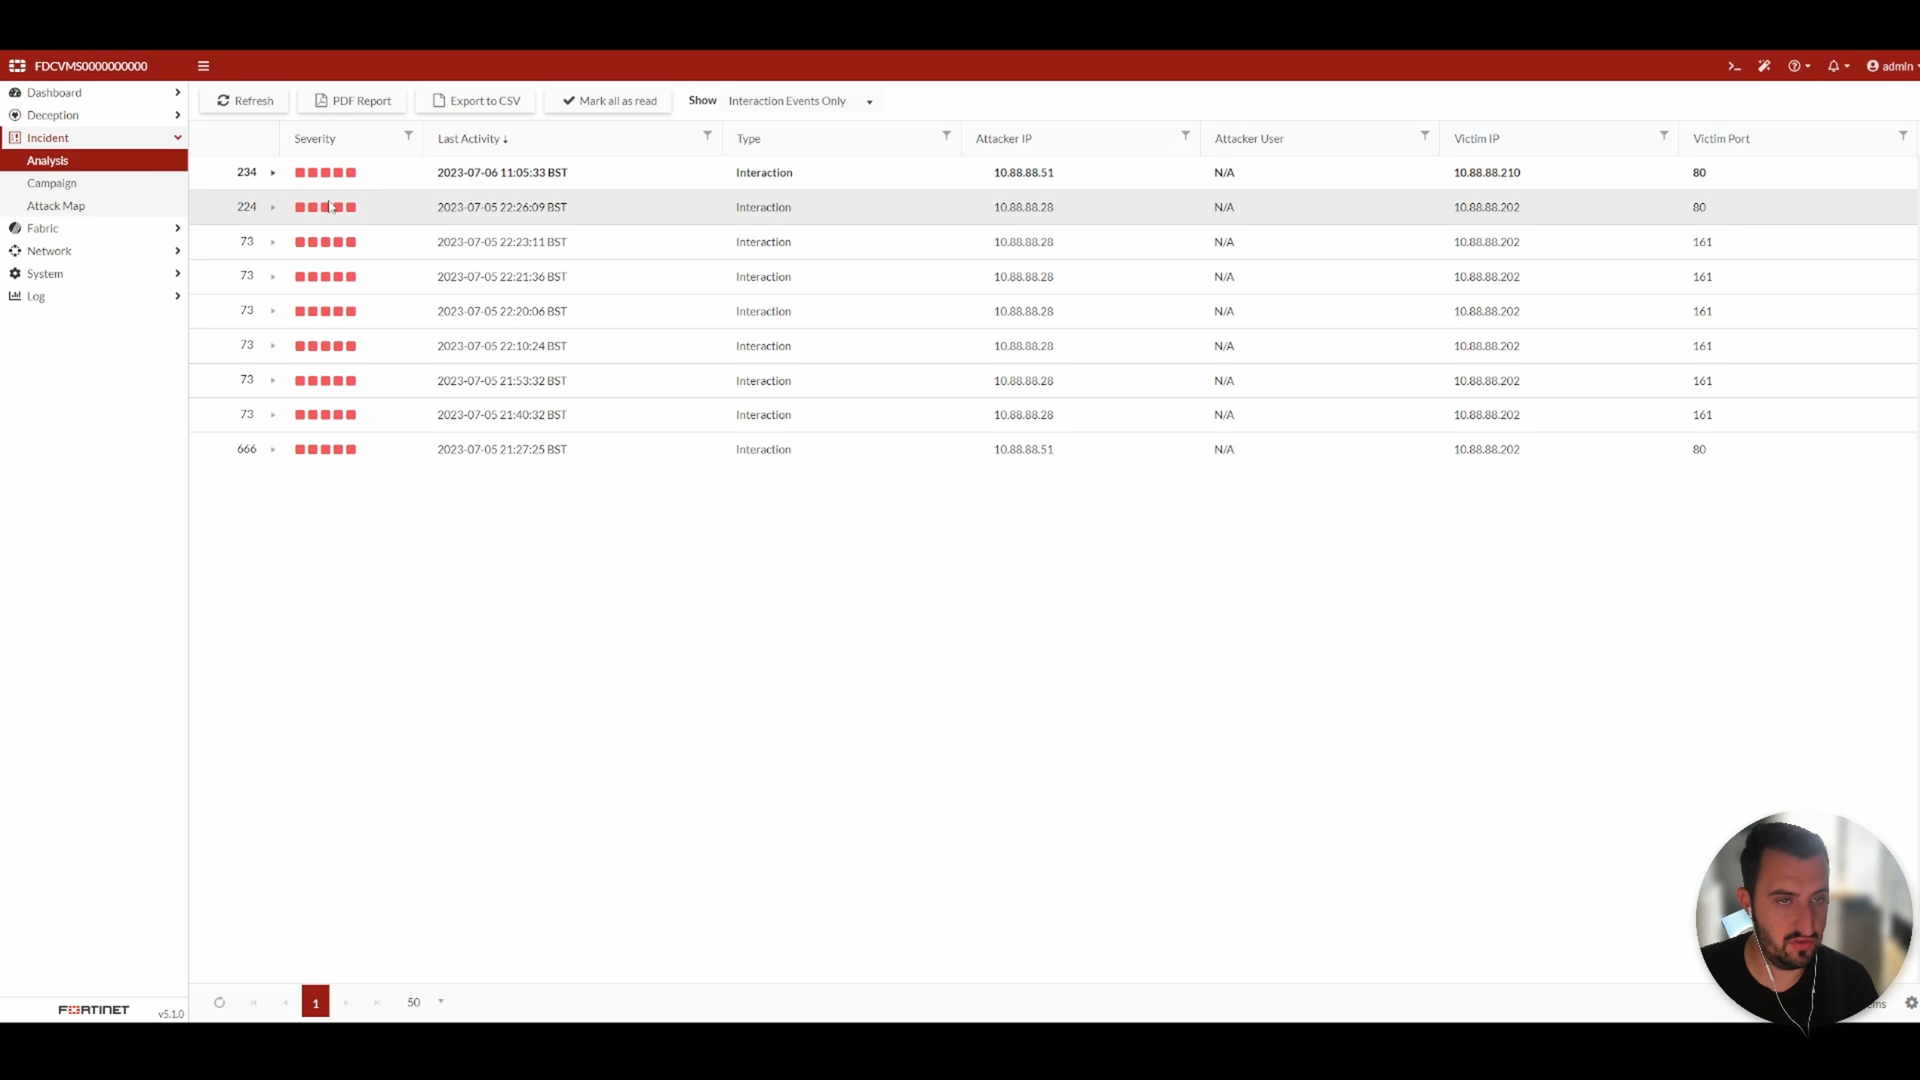 FDCVMS0000000000
admin
Dashboard
Deception
Incident
Analysis
Campaign
Attack Map
Fabric
Network
System
Log
Refresh PDF Report Export to CSV Mark all as read Show Interaction Events Only
Severity Last Activity ↓ Type Attacker IP Attacker User Victim IP Victim Port
234 2023-07-06 11:05:33 BST Interaction 10.88.88.51 N/A 10.88.88.210 80
224 2023-07-05 22:26:09 BST Interaction 10.88.88.28 N/A 10.88.88.202 80
73 2023-07-05 22:23:11 BST Interaction 10.88.88.28 N/A 10.88.88.202 161
73 2023-07-05 22:21:36 BST Interaction 10.88.88.28 N/A 10.88.88.202 161
73 2023-07-05 22:20:06 BST Interaction 10.88.88.28 N/A 10.88.88.202 161
73 2023-07-05 22:10:24 BST Interaction 10.88.88.28 N/A 10.88.88.202 161
73 2023-07-05 21:53:32 BST Interaction 10.88.88.28 N/A 10.88.88.202 161
73 2023-07-05 21:40:32 BST Interaction 10.88.88.28 N/A 10.88.88.202 161
666 2023-07-05 21:27:25 BST Interaction 10.88.88.51 N/A 10.88.88.202 80
1 50
FORTINET v5.1.0